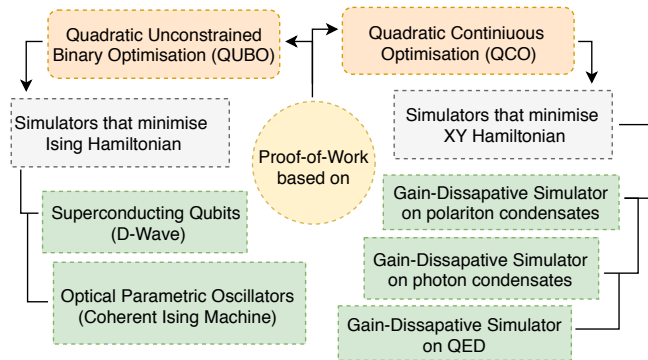 Quadratic Unconstrained
Binary Optimisation (QUBO)
Quadratic Continiuous
Optimisation (QCO)
Simulators that minimise
Ising Hamiltonian
Simulators that minimise
XY Hamiltonian
Proof-of-Work
based on
Superconducting Qubits
(D-Wave)
Optical Parametric Oscillators
(Coherent Ising Machine)
Gain-Dissapative Simulator
on polariton condensates
Gain-Dissapative Simulator
on photon condensates
Gain-Dissapative Simulator
on QED